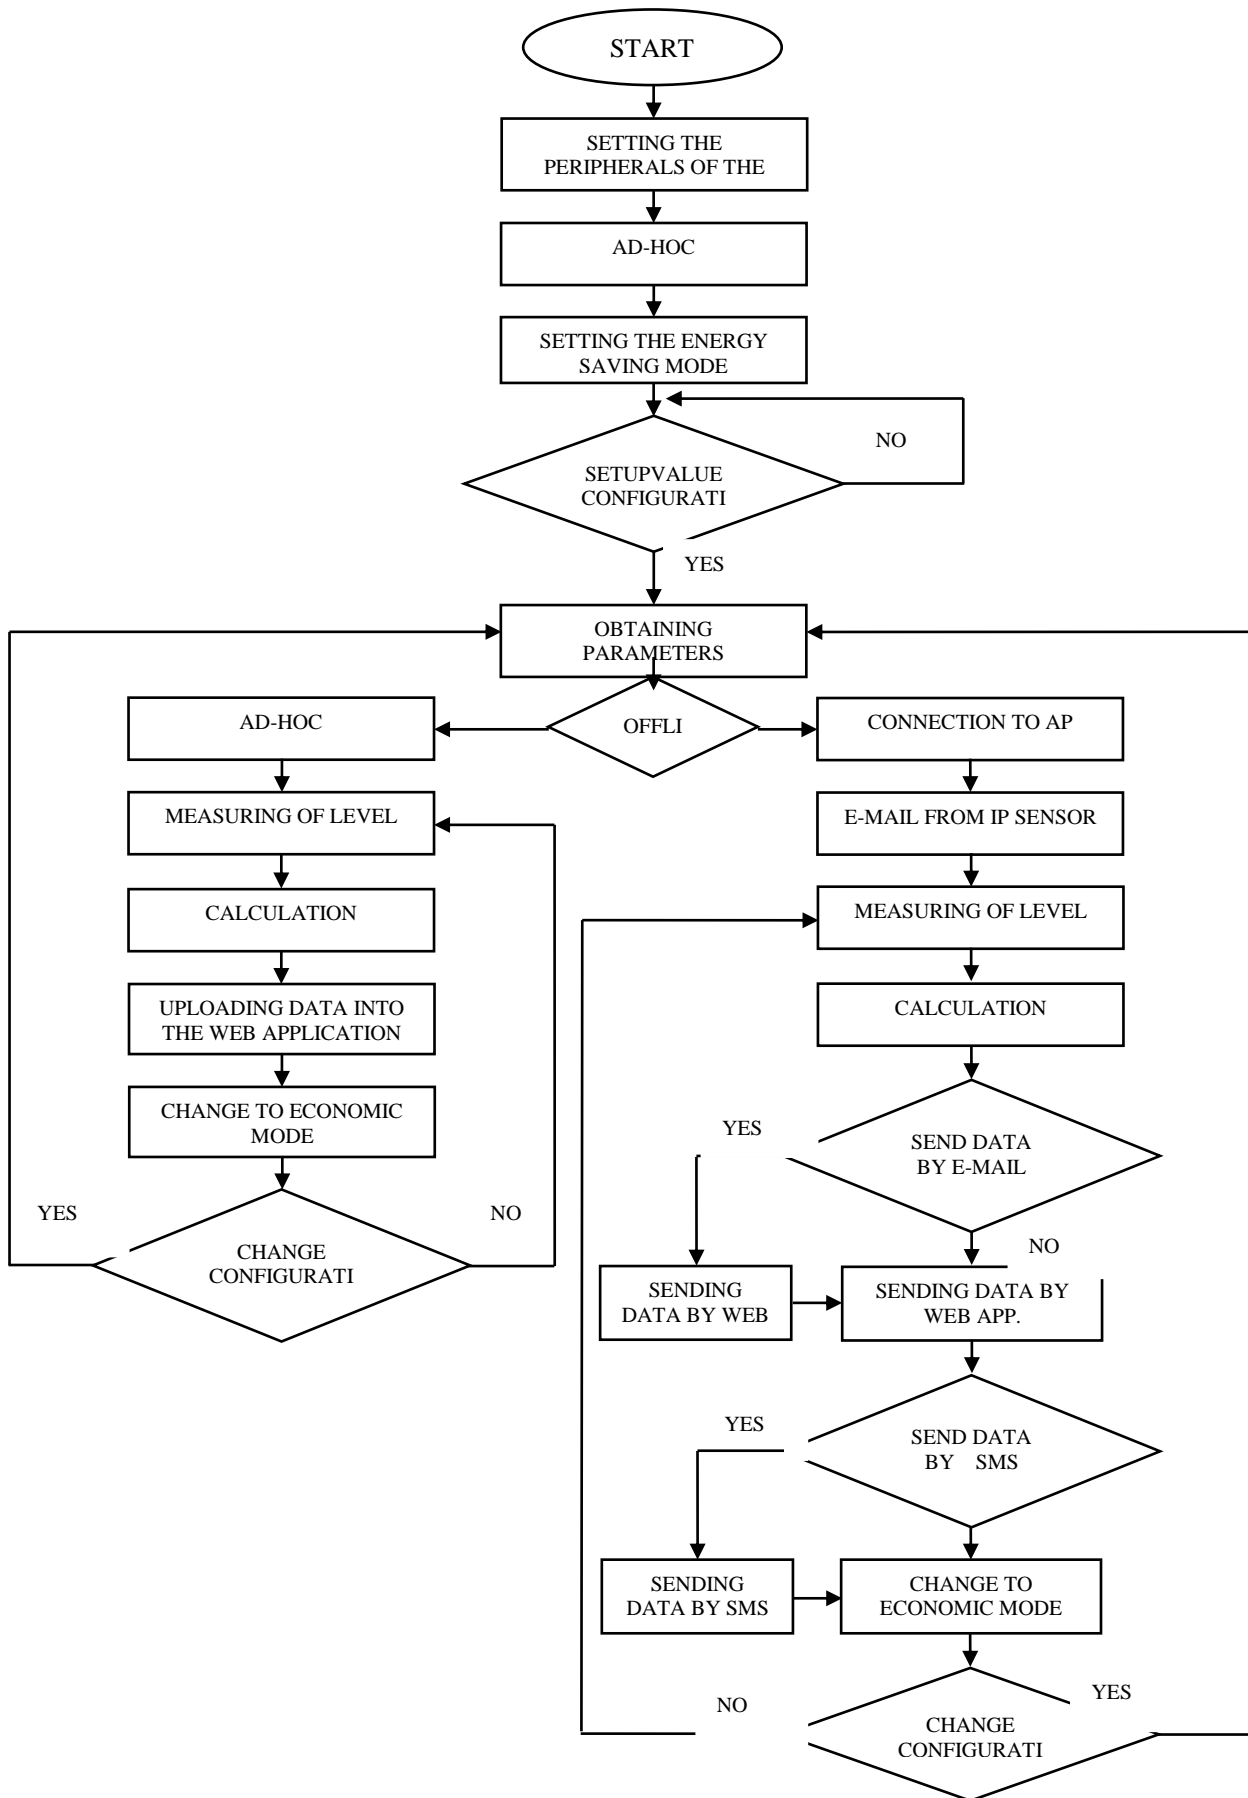 START
SETTING THE
PERIPHERALS OF THE
AD-HOC
SETTING THE ENERGY
SAVING MODE
NO
SETUPVALUE
CONFIGURATI
YES
OBTAINING
PARAMETERS
OFFLI
AD-HOC
MEASURING OF LEVEL
CALCULATION
UPLOADING DATA INTO
THE WEB APPLICATION
CHANGE TO ECONOMIC
MODE
YES
NO
CHANGE
CONFIGURATI
CONNECTION TO AP
E-MAIL FROM IP SENSOR
MEASURING OF LEVEL
CALCULATION
YES
SEND DATA
BY E-MAIL
NO
SENDING
DATA BY WEB
SENDING DATA BY
WEB APP.
YES
SEND DATA
BY SMS
SENDING
DATA BY SMS
CHANGE TO
ECONOMIC MODE
NO
YES
CHANGE
CONFIGURATI